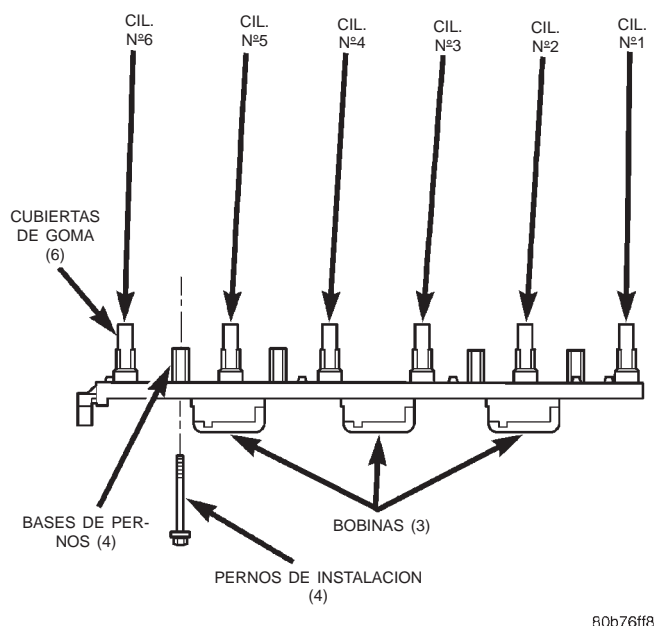 CIL.
Nº6
CIL.
Nº5
CIL.
Nº4
CIL.
Nº3
CIL.
Nº2
CIL.
Nº1
CUBIERTAS
DE GOMA
(6)
BASES DE PER-
NOS (4)
BOBINAS (3)
PERNOS DE INSTALACION
(4)
80b76ff8